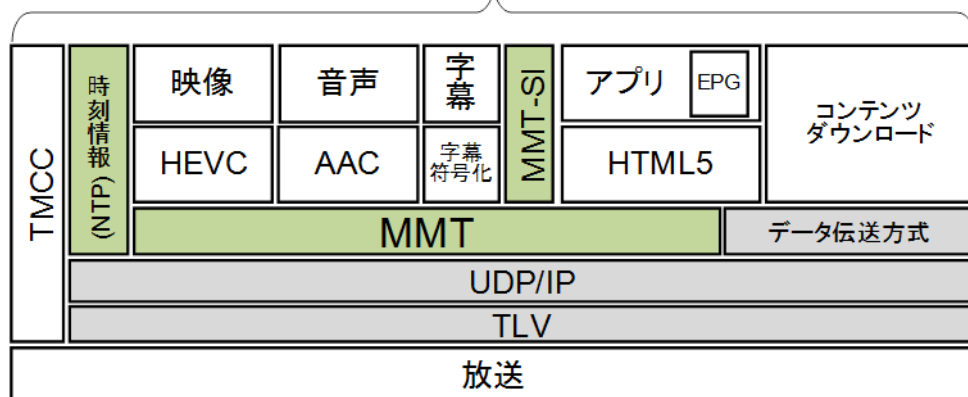 TMCC
時刻情報(NTP)
映像
音声
字幕
MMT-SI
アプリ
EPG
コンテンツ
ダウンロード
HEVC
AAC
字幕
符号化
HTML5
MMT
データ伝送方式
UDP/IP
TLV
放送